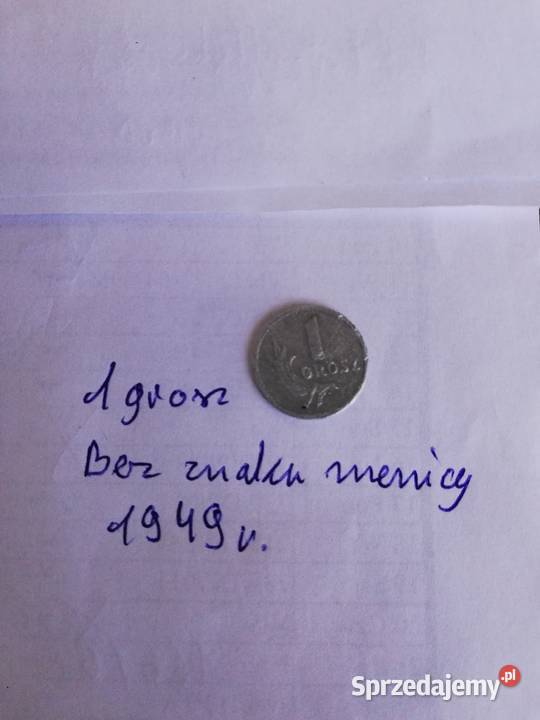 1
GROSZ
1 grosz
Bez znaku mennicy
1949 r.
Sprzedajemy.pl